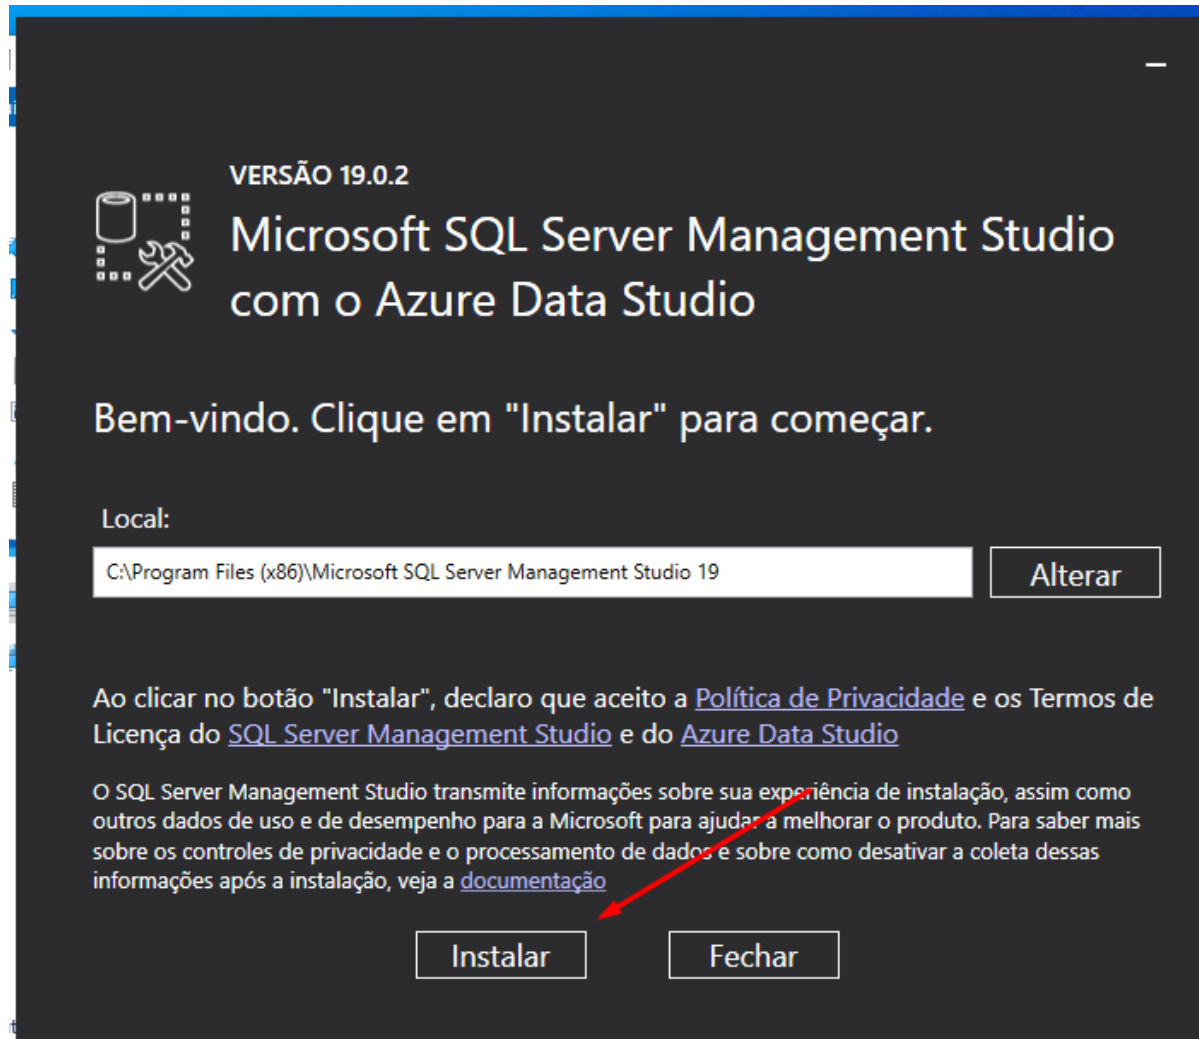 VERSÃO 19.0.2
Microsoft SQL Server Management Studio
com o Azure Data Studio
Bem-vindo. Clique em "Instalar" para começar.
Local:
C:\Program Files (x86)\Microsoft SQL Server Management Studio 19
Alterar
Ao clicar no botão "Instalar", declaro que aceito a Política de Privacidade e os Termos de
Licença do SQL Server Management Studio e do Azure Data Studio
O SQL Server Management Studio transmite informações sobre sua experiência de instalação, assim como
outros dados de uso e de desempenho para a Microsoft para ajudar a melhorar o produto. Para saber mais
sobre os controles de privacidade e o processamento de dados e sobre como desativar a coleta dessas
informações após a instalação, veja a documentação
Instalar
Fechar